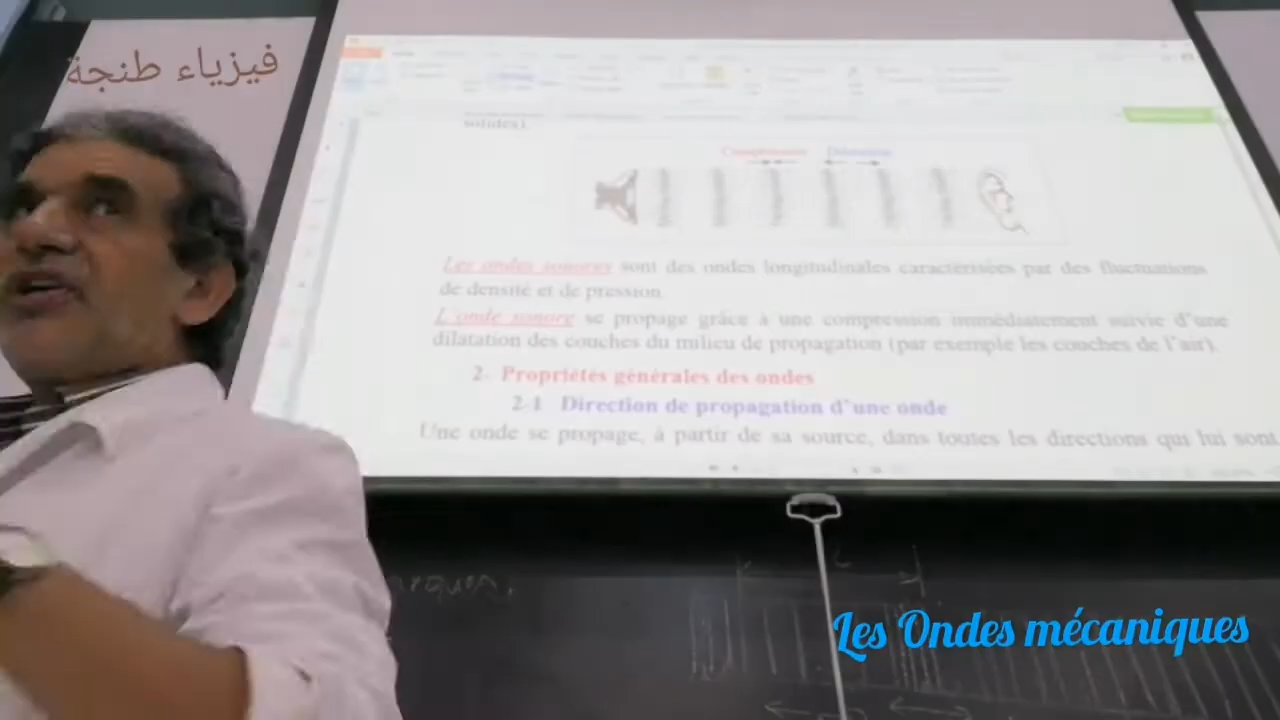 فيزياء طنجة
solides).
Compression Dilatation
Les ondes sonores sont des ondes longitudinales caractérisées par des fluctuations
de densité et de pression.
L'onde sonore se propage grâce à une compression immédiatement suivie d'une
dilatation des couches du milieu de propagation (par exemple les couches de l'air).
2- Propriétés générales des ondes
2-1 Direction de propagation d'une onde
Une onde se propage, à partir de sa source, dans toutes les directions qui lui sont
Les Ondes mécaniques